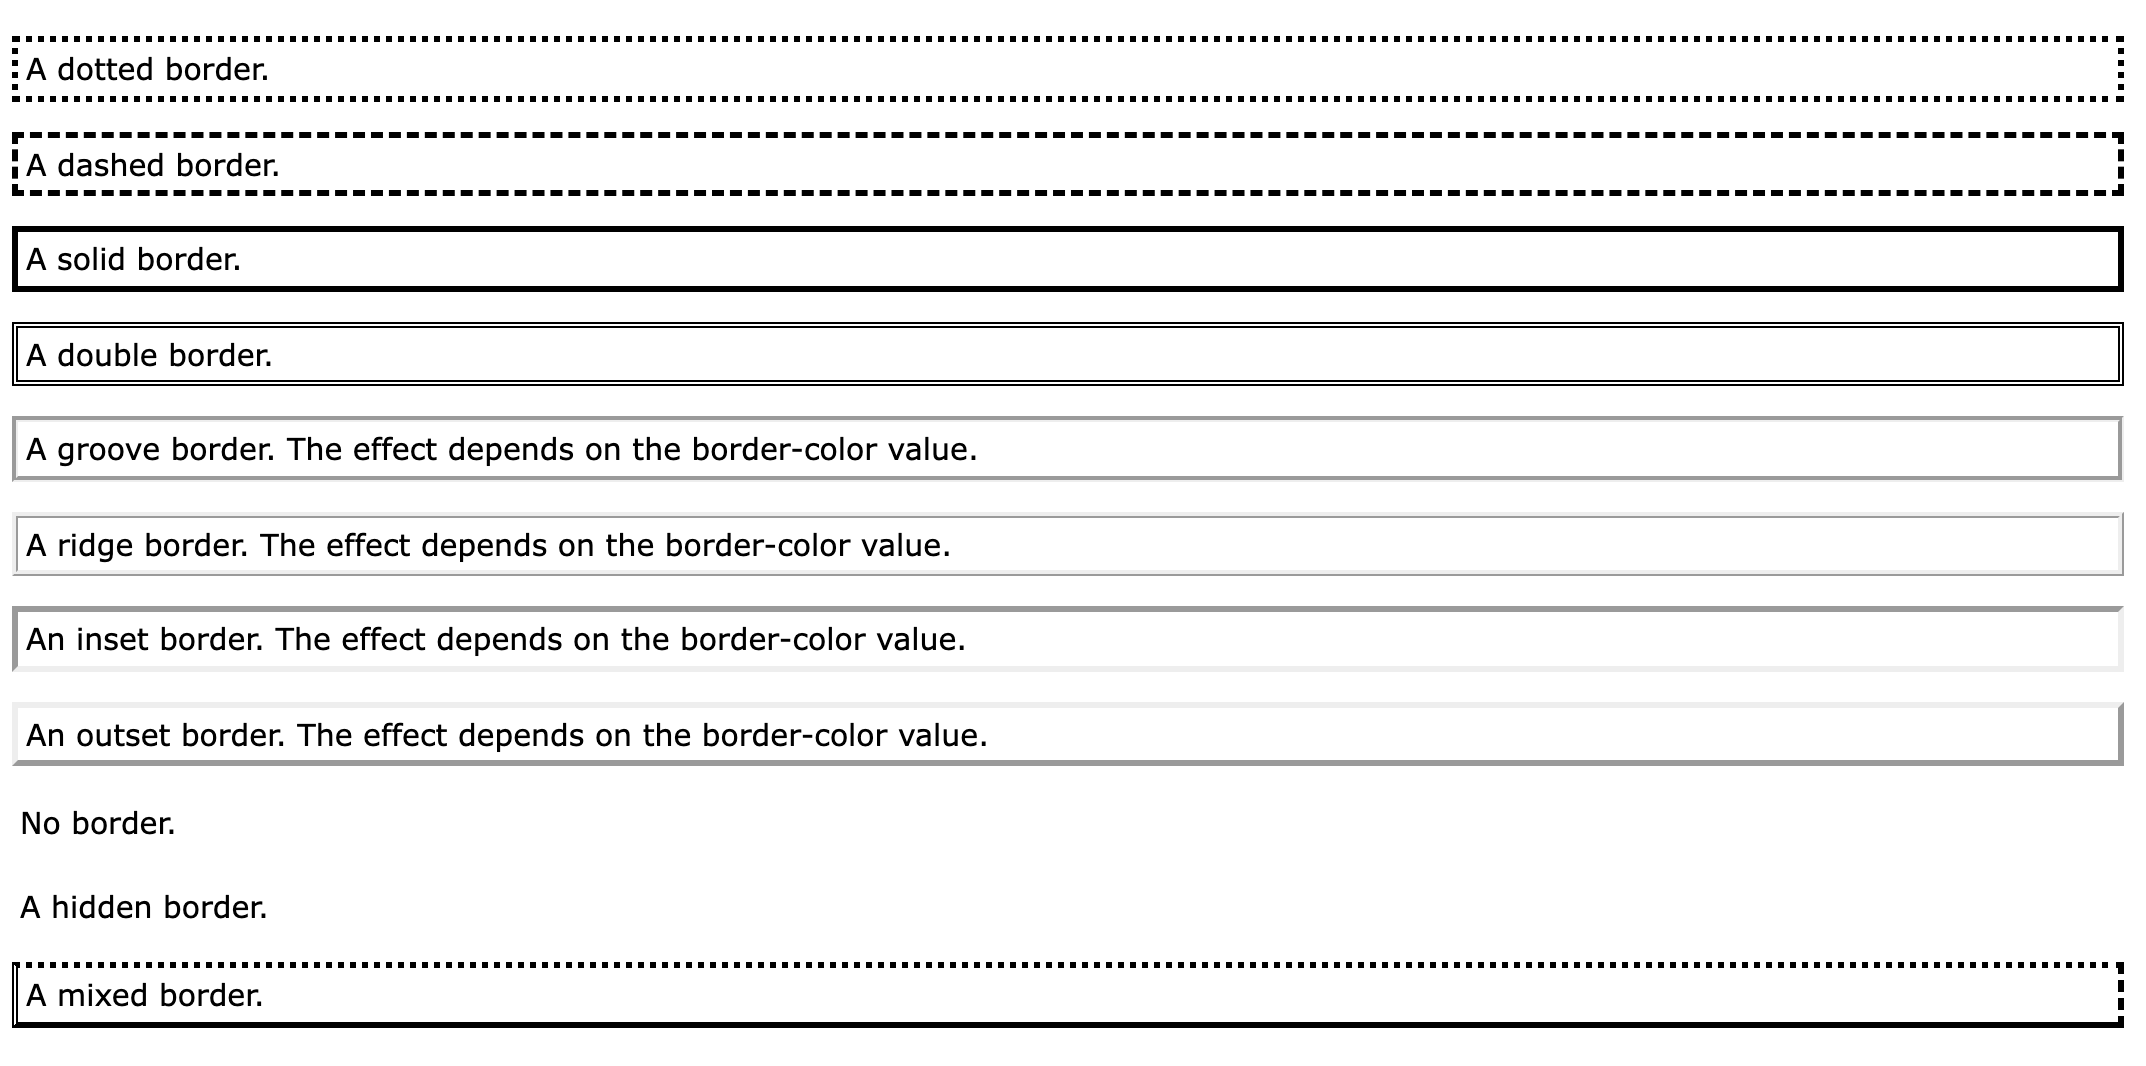 A dotted border.
A dashed border.
A solid border.
A double border.
A groove border. The effect depends on the border-color value.
A ridge border. The effect depends on the border-color value.
An inset border. The effect depends on the border-color value.
An outset border. The effect depends on the border-color value.
No border.
A hidden border.
A mixed border.